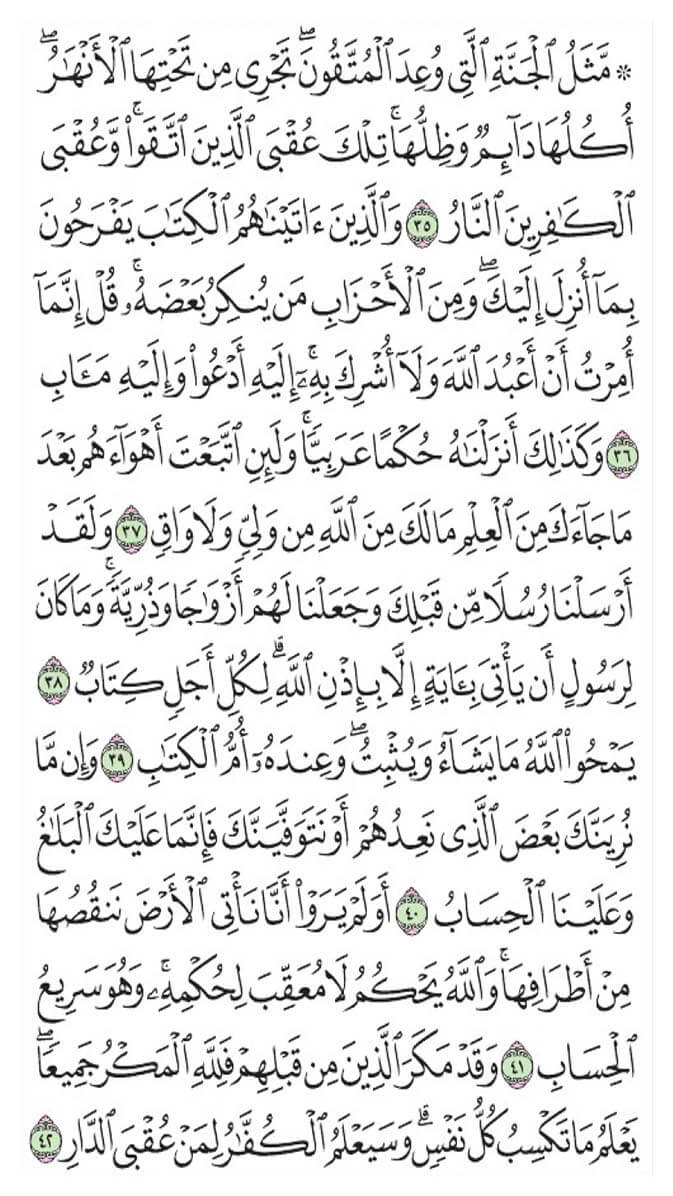 ۞ مَّثَلُ ٱلْجَنَّةِ ٱلَّتِى وُعِدَ ٱلْمُتَّقُونَ ۖ تَجْرِى مِن تَحْتِهَا ٱلْأَنْهَٰرُ ۖ
أُكُلُهَا دَآئِمٌ وَظِلُّهَا ۚ تِلْكَ عُقْبَى ٱلَّذِينَ ٱتَّقَوا۟ ۚ وَّعُقْبَى
ٱلْكَٰفِرِينَ ٱلنَّارُ ٣٥ وَٱلَّذِينَ ءَاتَيْنَٰهُمُ ٱلْكِتَٰبَ يَفْرَحُونَ
بِمَآ أُنزِلَ إِلَيْكَ ۖ وَمِنَ ٱلْأَحْزَابِ مَن يُنكِرُ بَعْضَهُۥ ۚ قُلْ إِنَّمَآ
أُمِرْتُ أَنْ أَعْبُدَ ٱللَّهَ وَلَآ أُشْرِكَ بِهِۦٓ ۚ إِلَيْهِ أَدْعُوا۟ وَإِلَيْهِ مَـَٔابِ
٣٦ وَكَذَٰلِكَ أَنزَلْنَٰهُ حُكْمًا عَرَبِيًّا ۚ وَلَئِنِ ٱتَّبَعْتَ أَهْوَآءَهُم بَعْدَ
مَا جَآءَكَ مِنَ ٱلْعِلْمِ مَا لَكَ مِنَ ٱللَّهِ مِن وَلِىٍّ وَلَا وَاقٍ ٣٧ وَلَقَدْ
أَرْسَلْنَا رُسُلًا مِّن قَبْلِكَ وَجَعَلْنَا لَهُمْ أَزْوَٰجًا وَذُرِّيَّةً ۚ وَمَا كَانَ
لِرَسُولٍ أَن يَأْتِىَ بِـَٔايَةٍ إِلَّا بِإِذْنِ ٱللَّهِ ۗ لِكُلِّ أَجَلٍ كِتَابٌ ٣٨
يَمْحُوا۟ ٱللَّهُ مَا يَشَآءُ وَيُثْبِتُ ۖ وَعِندَهُۥٓ أُمُّ ٱلْكِتَٰبِ ٣٩ وَإِن مَّا
نُرِيَنَّكَ بَعْضَ ٱلَّذِى نَعِدُهُمْ أَوْ نَتَوَفَّيَنَّكَ فَإِنَّمَا عَلَيْكَ ٱلْبَلَٰغُ
وَعَلَيْنَا ٱلْحِسَابُ ٤٠ أَوَلَمْ يَرَوْا۟ أَنَّا نَأْتِى ٱلْأَرْضَ نَنقُصُهَا
مِنْ أَطْرَافِهَا ۚ وَٱللَّهُ يَحْكُمُ لَا مُعَقِّبَ لِحُكْمِهِۦ ۚ وَهُوَ سَرِيعُ
ٱلْحِسَابِ ٤١ وَقَدْ مَكَرَ ٱلَّذِينَ مِن قَبْلِهِمْ فَلِلَّهِ ٱلْمَكْرُ جَمِيعًا ۖ
يَعْلَمُ مَا تَكْسِبُ كُلُّ نَفْسٍ ۗ وَسَيَعْلَمُ ٱلْكُفَّٰرُ لِمَنْ عُقْبَى ٱلدَّارِ ٤٢